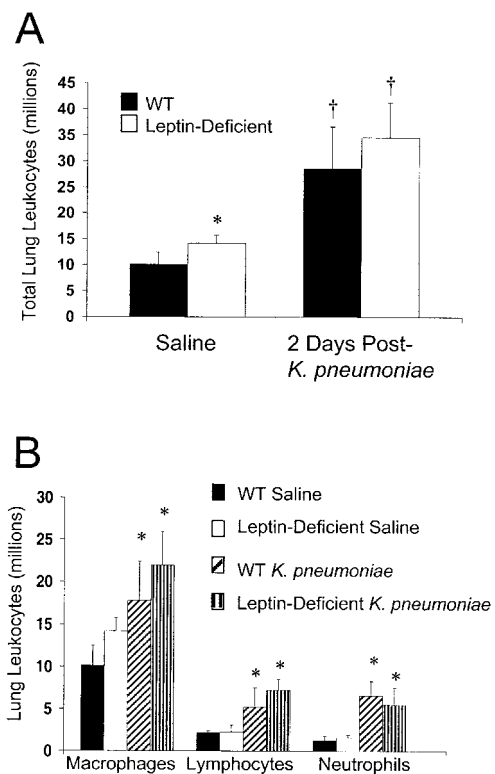 A
Total Lung Leukocytes (millions)
45
40
35
30
25
20
15
10
5
0
WT
Leptin-Deficient
*
†
†
Saline
2 Days Post-
K. pneumoniae
B
Lung Leukocytes (millions)
30
25
20
15
10
5
0
WT Saline
Leptin-Deficient Saline
WT K. pneumoniae
Leptin-Deficient K. pneumoniae
* *
* *
* *
Macrophages Lymphocytes Neutrophils